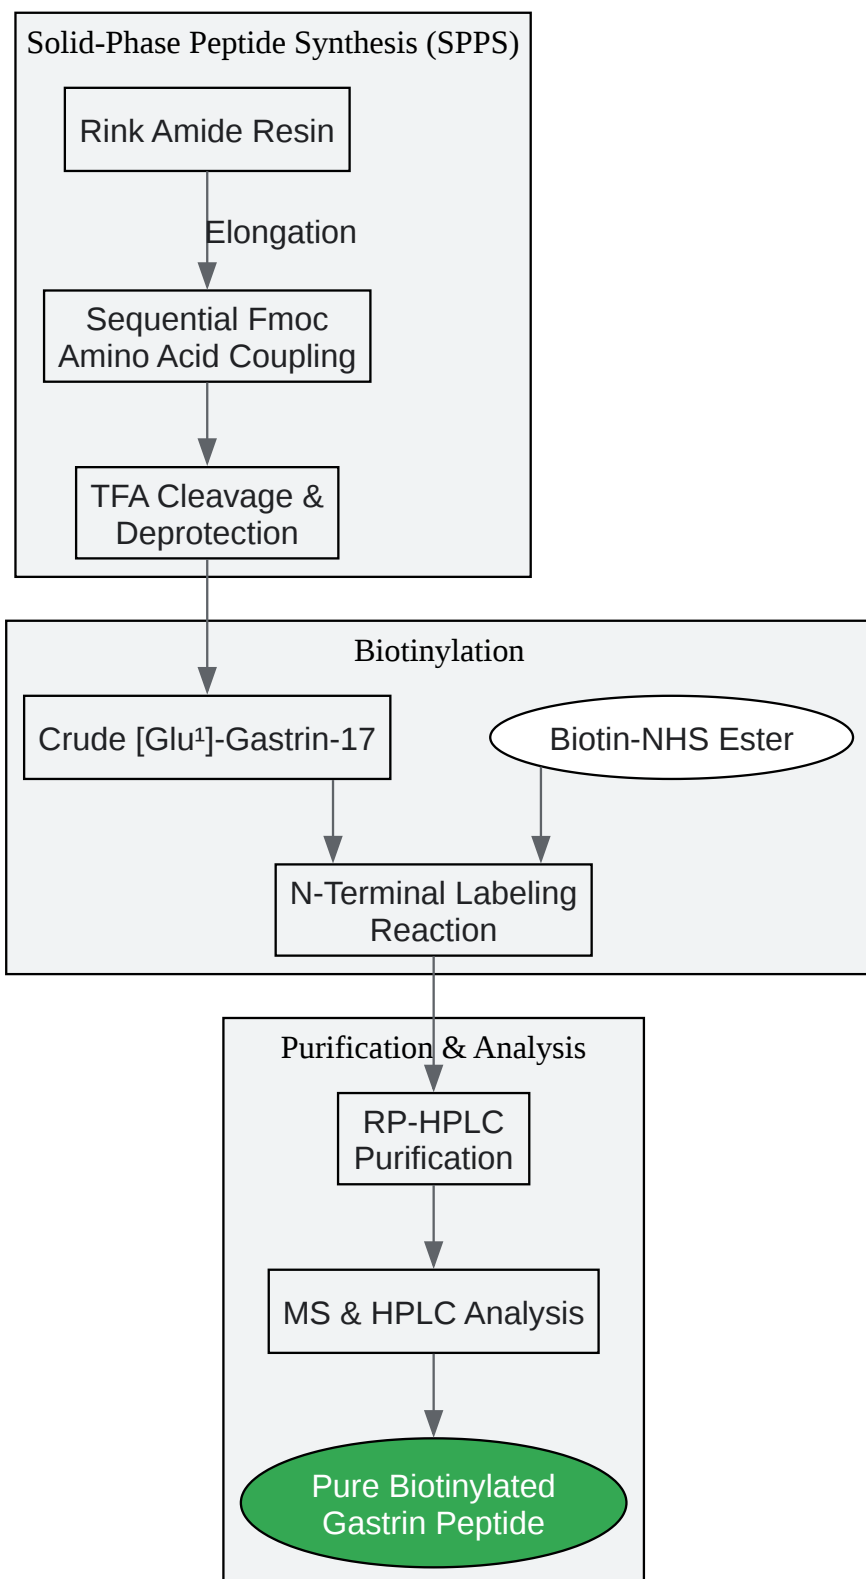 Solid-Phase Peptide Synthesis (SPPS)
Rink Amide Resin
Elongation
Sequential Fmoc
Amino Acid Coupling
TFA Cleavage &
Deprotection
Biotinylation
Crude [Glu¹]-Gastrin-17
Biotin-NHS Ester
N-Terminal Labeling
Reaction
Purification & Analysis
RP-HPLC
Purification
MS & HPLC Analysis
Pure Biotinylated
Gastrin Peptide